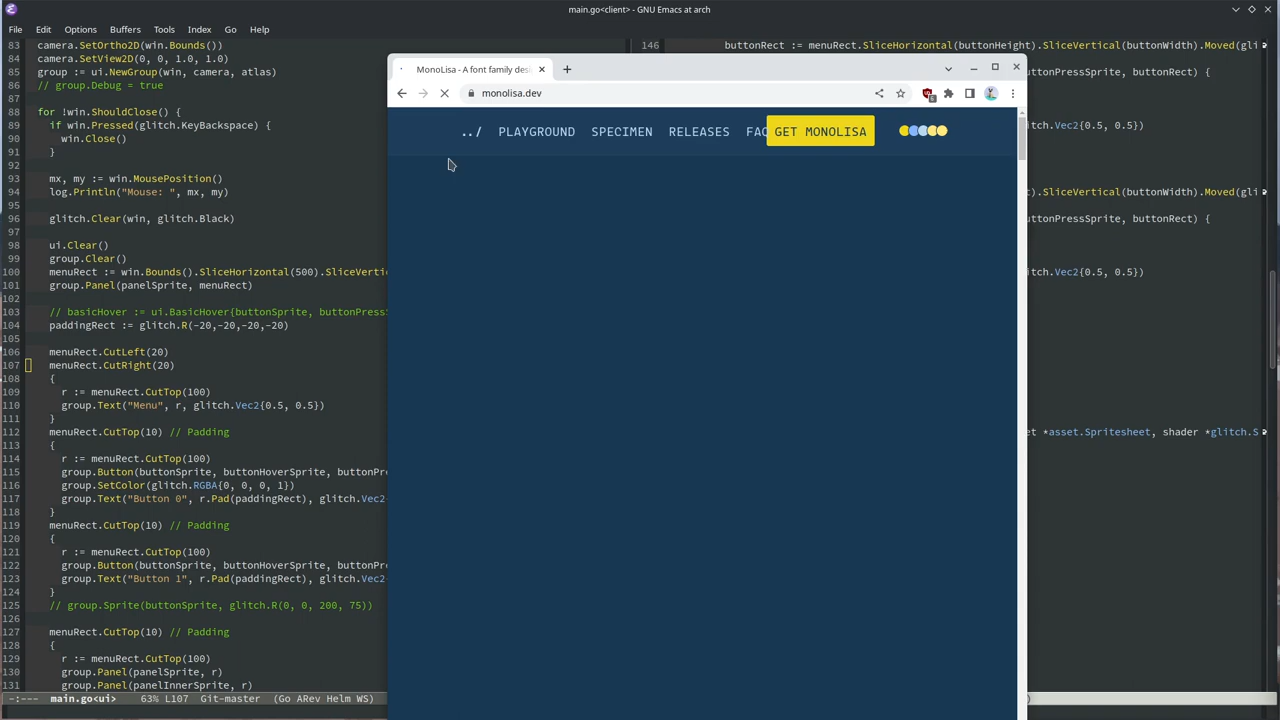 main.go<client> - GNU Emacs at arch
File Edit Options Buffers Tools Index Go Help
83 camera.SetOrtho2D(win.Bounds())
84 camera.SetView2D(0, 0, 1.0, 1.0)
85 group := ui.NewGroup(win, camera, atlas)
86 // group.Debug = true
87
88 for !win.ShouldClose() {
89 if win.Pressed(glitch.KeyBackspace) {
90 win.Close()
91 }
92
93 mx, my := win.MousePosition()
94 log.Println("Mouse: ", mx, my)
95
96 glitch.Clear(win, glitch.Black)
97
98 ui.Clear()
99 group.Clear()
100 menuRect := win.Bounds().SliceHorizontal(500).SliceVerti
101 group.Panel(panelSprite, menuRect)
102
103 // basicHover := ui.BasicHover{buttonSprite, buttonPressS
104 paddingRect := glitch.R(-20,-20,-20,-20)
105
106 menuRect.CutLeft(20)
107 menuRect.CutRight(20)
108 {
109 r := menuRect.CutTop(100)
110 group.Text("Menu", r, glitch.Vec2{0.5, 0.5})
111 }
112 menuRect.CutTop(10) // Padding
113 {
114 r := menuRect.CutTop(100)
115 group.Button(buttonSprite, buttonHoverSprite, buttonPre
116 group.SetColor(glitch.RGBA{0, 0, 0, 1})
117 group.Text("Button 0", r.Pad(paddingRect), glitch.Vec2
118 }
119 menuRect.CutTop(10) // Padding
120 {
121 r := menuRect.CutTop(100)
122 group.Button(buttonSprite, buttonHoverSprite, buttonPre
123 group.Text("Button 1", r.Pad(paddingRect), glitch.Vec2
124 }
125 // group.Sprite(buttonSprite, glitch.R(0, 0, 200, 75))
126
127 menuRect.CutTop(10) // Padding
128 {
129 r := menuRect.CutTop(100)
130 group.Panel(panelSprite, r)
131 group.Panel(panelInnerSprite, r)
-:--- main.go<ui> 63% L107 Git-master (Go ARev Helm WS)
146 buttonRect := menuRect.SliceHorizontal(buttonHeight).SliceVertical(buttonWidth).Moved(gli
uttonPressSprite, buttonRect) {
itch.Vec2{0.5, 0.5})
t).SliceVertical(buttonWidth).Moved(gli
uttonPressSprite, buttonRect) {
itch.Vec2{0.5, 0.5})
et *asset.Spritesheet, shader *glitch.S
)
MonoLisa - A font family des
monolisa.dev
../ PLAYGROUND SPECIMEN RELEASES FAQ GET MONOLISA